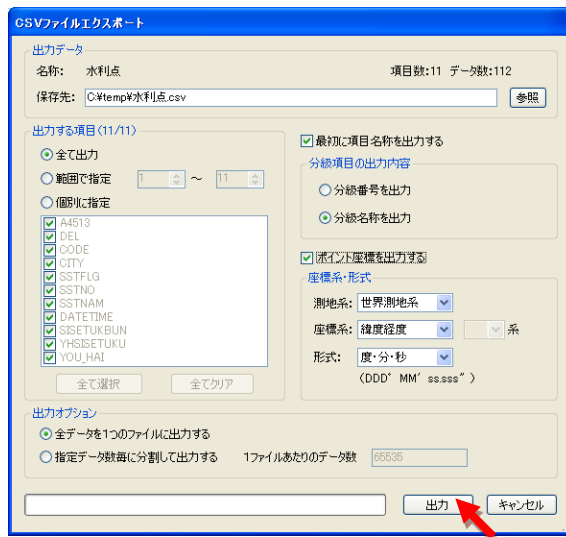 CSVファイルエクスポート
出力データ
名称: 水利点 項目数:11 データ数:112
保存先: C:¥temp¥水利点.csv 参照
出力する項目(11/11)
全て出力
範囲で指定 1 ～ 11
個別に指定
A4513
DEL
CODE
CITY
SSTFLG
SSTNO
SSTNAM
DATETIME
SISETUKBUN
YHSISETUKU
YOU_HAI
全て選択 全てクリア
最初に項目名称を出力する
分級項目の出力内容
分級番号を出力
分級名称を出力
ポイント座標を出力する
座標系・形式
測地系: 世界測地系
座標系: 緯度経度 系
形式: 度・分・秒
(DDD° MM′ ss.sss″)
出力オプション
全データを1つのファイルに出力する
指定データ数毎に分割して出力する 1ファイルあたりのデータ数 65535
出力 キャンセル